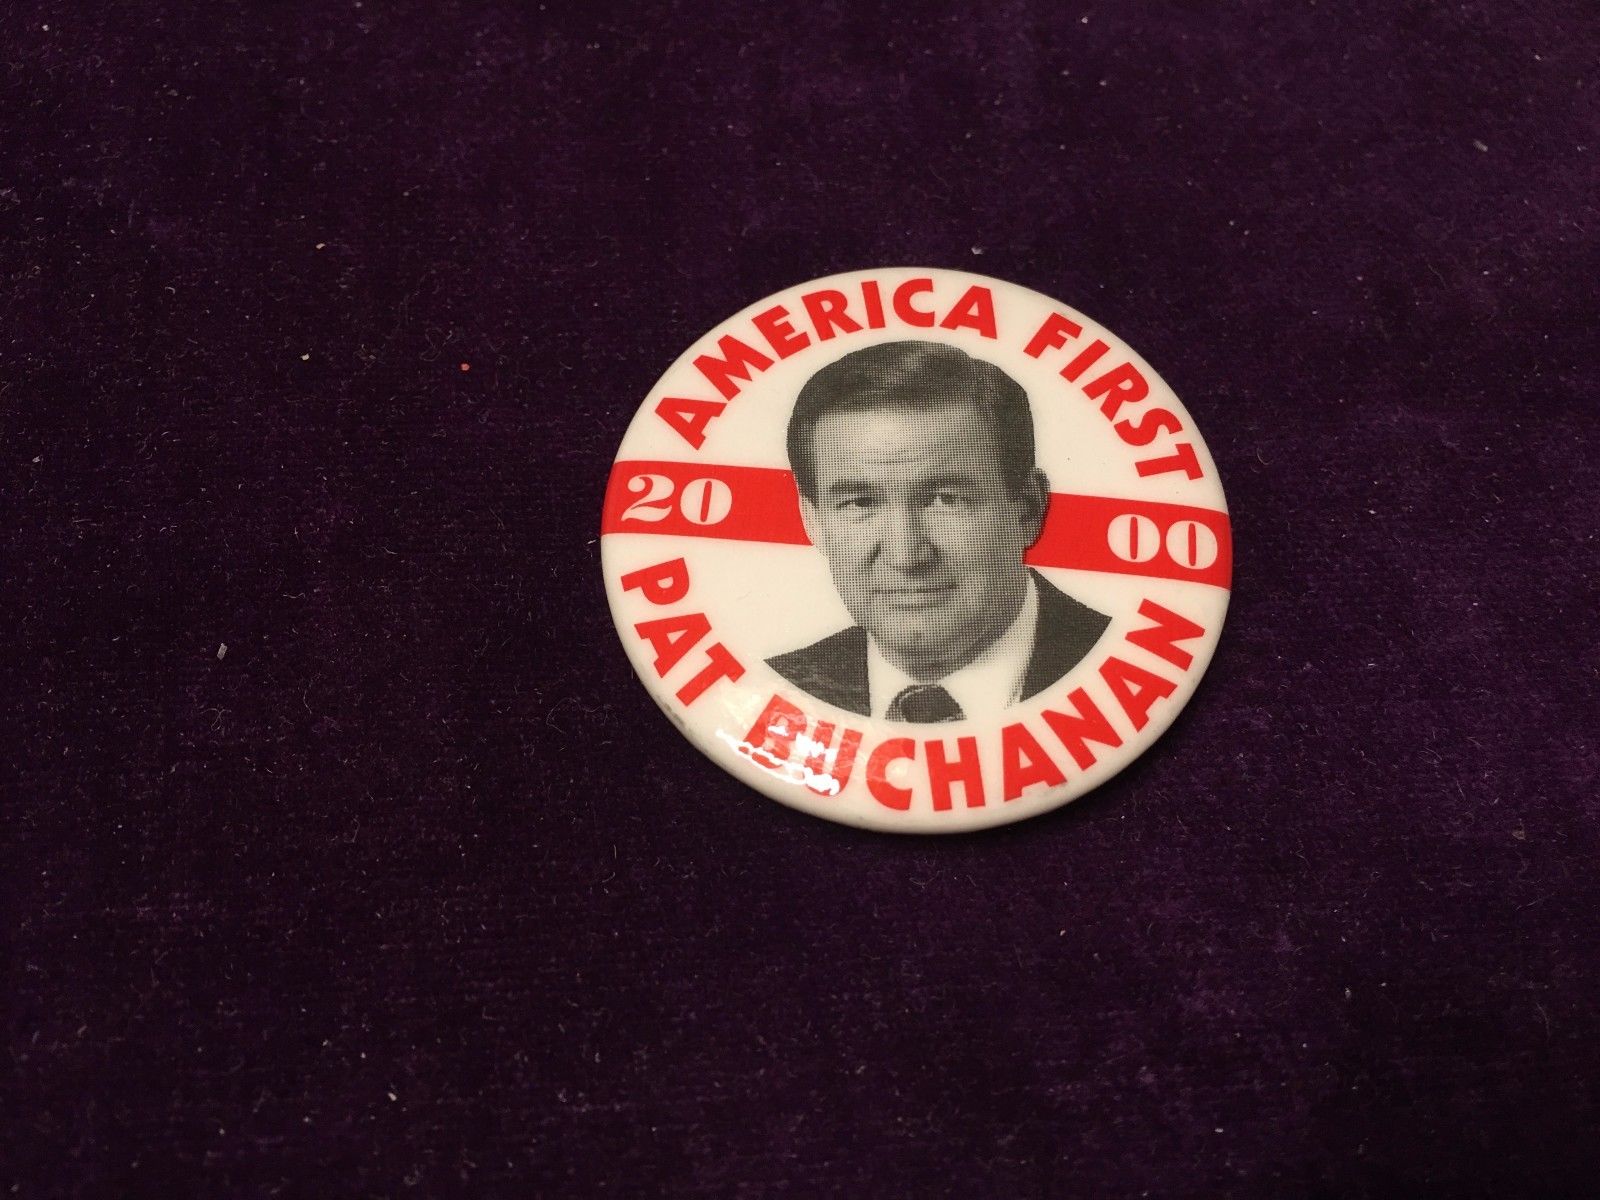 AMERICA FIRST
20 00
PAT BUCHANAN